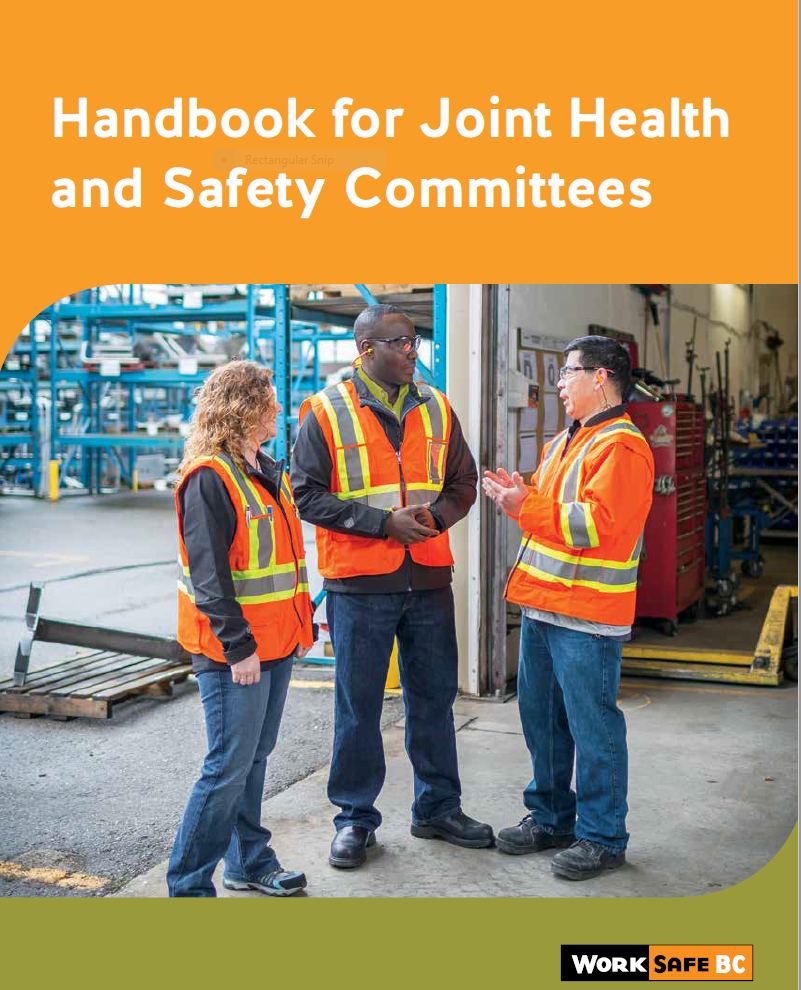 Handbook for Joint Health
Rectangular Snip
and Safety Committees
WORK SAFE BC